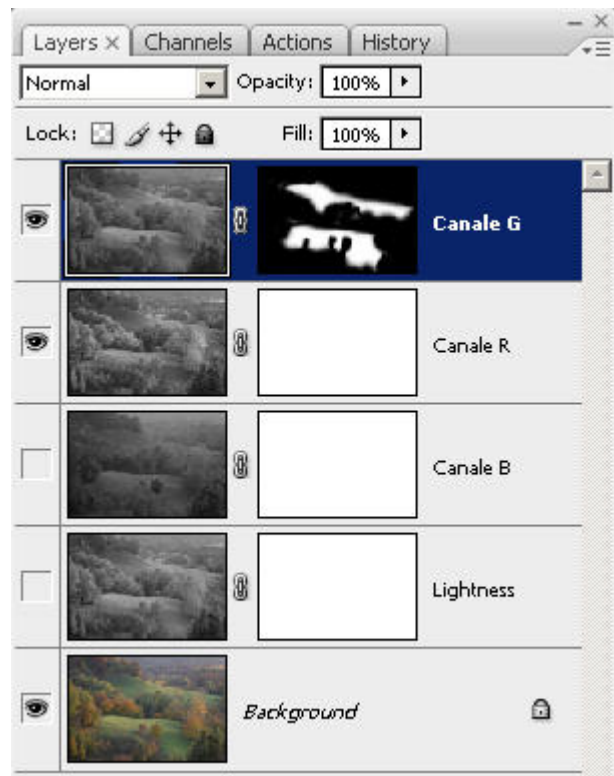 Layers × Channels Actions History
Normal Opacity: 100%
Lock: Fill: 100%
Canale G
Canale R
Canale B
Lightness
Background